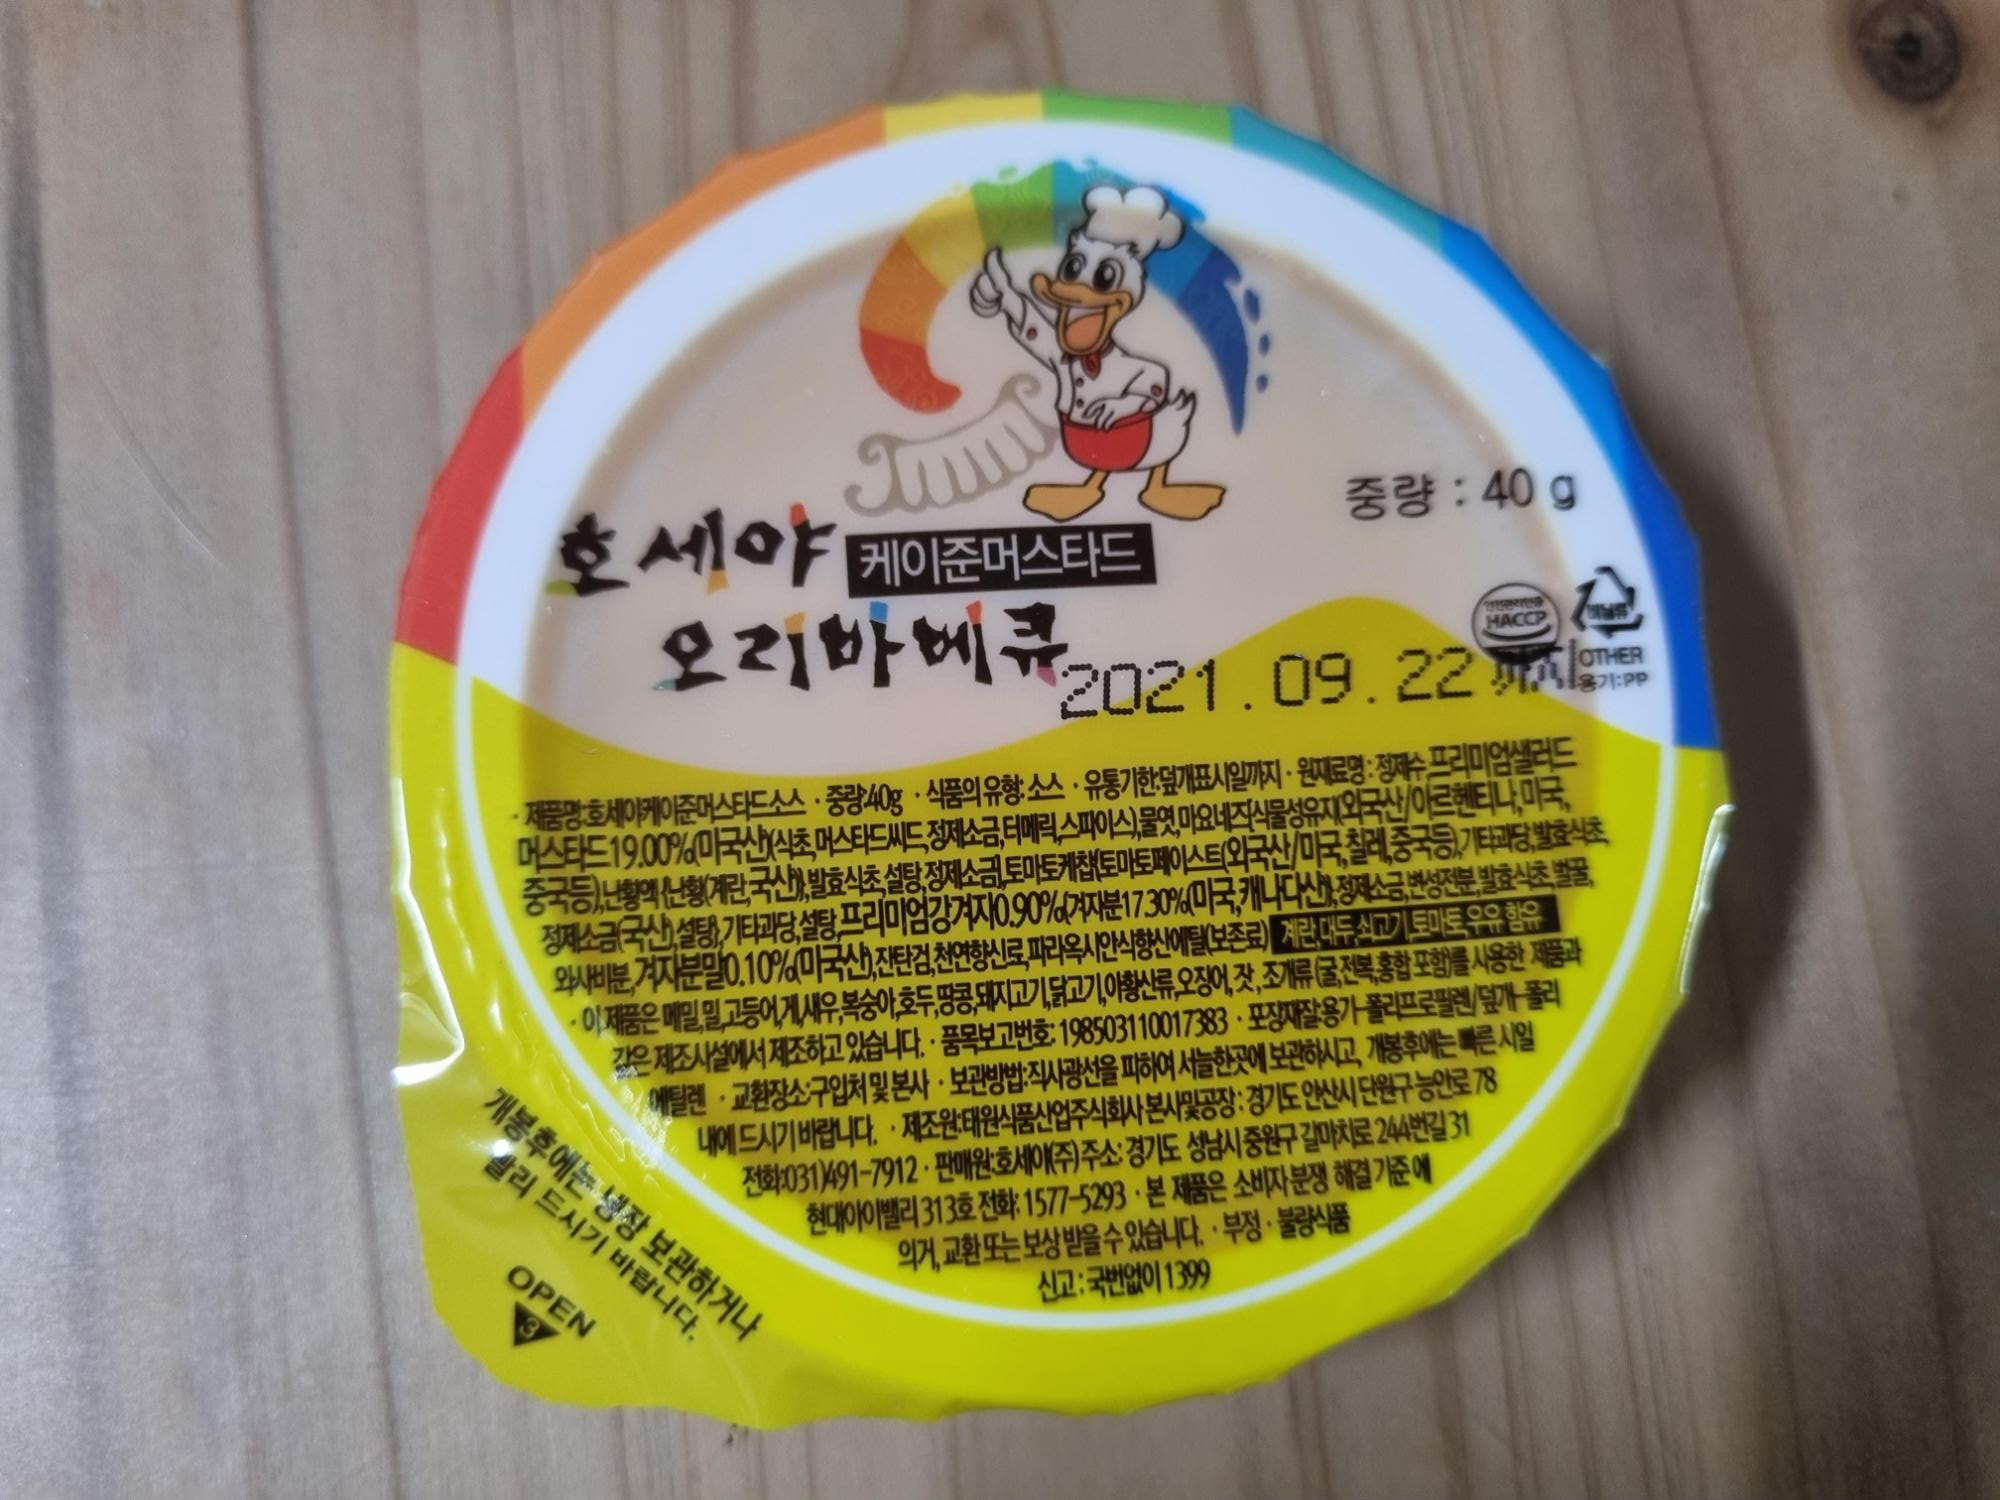 호세야
케이준머스타드
오리바베큐
중량 : 40 g
안전관리인증
HACCP
비닐류
OTHER
용기:PP
2021.09.22 까지
· 제품명:호세야케이준머스타드소스 · 중량:40g · 식품의 유형: 소스 · 유통기한:덮개표시일까지 · 원재료명 : 정제수, 프리미엄샐러드
머스타드19.00%(미국산)(식초,머스타드씨드,정제소금,터메릭,스파이스),물엿,마요네즈[식물성유지(외국산/아르헨티나,미국,
중국등),난황액{난황(계란,국산)},발효식초,설탕,정제소금],토마토케찹{토마토페이스트(외국산/미국,칠레,중국등),기타과당,발효식초,
정제소금(국산),설탕},기타과당,설탕,프리미엄강겨자0.90%{겨자분17.30%(미국,캐나다산)},정제소금,변성전분,발효식초,벌꿀,
와사비분,겨자분말0.10%(미국산),잔탄검,천연향신료,파라옥시안식향산에틸(보존료) 계란,대두,쇠고기,토마토,우유 함유
· 이 제품은 메밀,밀,고등어,게,새우,복숭아,호두,땅콩,돼지고기,닭고기,아황산류,오징어,잣,조개류(굴,전복,홍합 포함)를 사용한 제품과
같은 제조시설에서 제조하고 있습니다. · 품목보고번호: 198503110017383 · 포장재질:용기-폴리프로필렌/덮개-폴리
에틸렌 · 교환장소:구입처 및 본사 · 보관방법:직사광선을 피하여 서늘한곳에 보관하시고, 개봉후에는 빠른 시일
내에 드시기 바랍니다. · 제조원:태원식품산업주식회사 본사및공장 : 경기도 안산시 단원구 능안로 78
전화:031)491-7912 · 판매원:호세야(주) 주소: 경기도 성남시 중원구 갈마치로 244번길 31
현대아이밸리 313호 전화: 1577-5293 · 본 제품은 소비자 분쟁 해결 기준에
의거, 교환 또는 보상 받을 수 있습니다. · 부정 · 불량식품
신고 : 국번없이 1399
개봉후에는 냉장 보관하거나
빨리 드시기 바랍니다.
OPEN
3